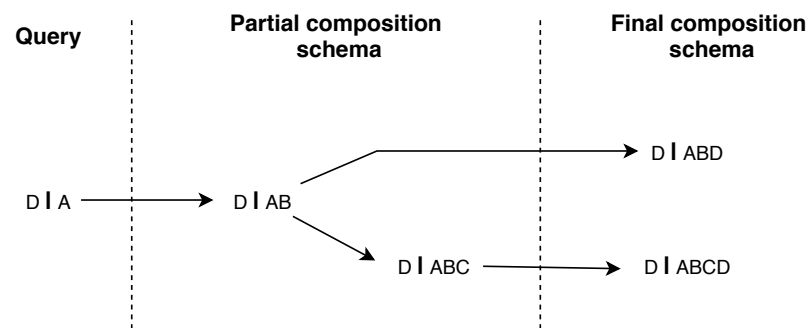 Query
Partial composition
schema
Final composition
schema
D I ABD
D I A
D I AB
D I ABC
D I ABCD